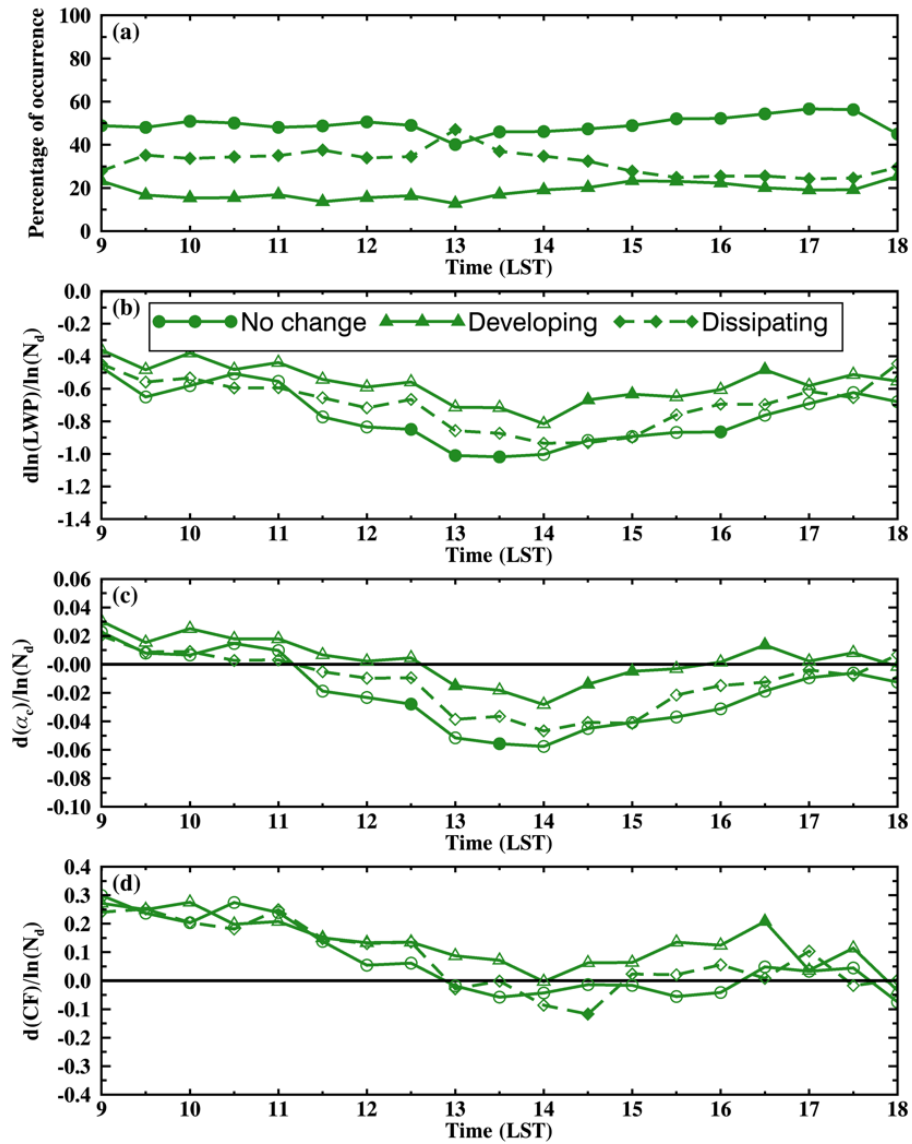 (a)
Percentage of occurrence
100
80
60
40
20
0
9 10 11 12 13 14 15 16 17 18
Time (LST)
(b)
No change Developing Dissipating
dln(LWP)/ln(N_d)
0.0
-0.2
-0.4
-0.6
-0.8
-1.0
-1.2
-1.4
9 10 11 12 13 14 15 16 17 18
Time (LST)
(c)
d(α_c)/ln(N_d)
0.06
0.04
0.02
-0.00
-0.02
-0.04
-0.06
-0.08
-0.10
9 10 11 12 13 14 15 16 17 18
Time (LST)
(d)
d(CF)/ln(N_d)
0.4
0.3
0.2
0.1
0.0
-0.1
-0.2
-0.3
-0.4
9 10 11 12 13 14 15 16 17 18
Time (LST)